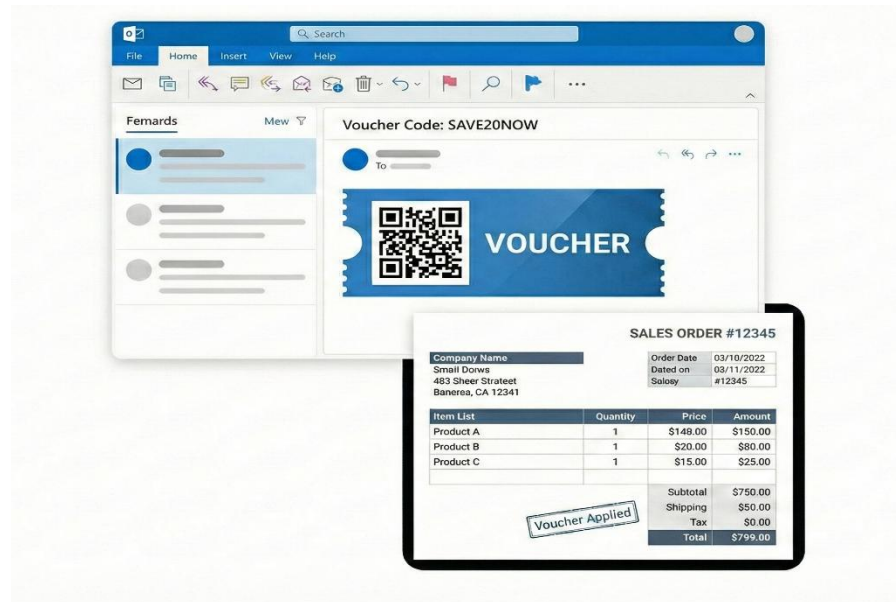 Search
File Home Insert View Help
Femards Mew
Voucher Code: SAVE20NOW
To
VOUCHER
SALES ORDER #12345
Company Name
Small Dorws
483 Sheer Strateet
Banerea, CA 12341
Order Date 03/10/2022
Dated on 03/11/2022
Salosy #12345
Item List Quantity Price Amount
Product A 1 $148.00 $150.00
Product B 1 $20.00 $80.00
Product C 1 $15.00 $25.00
Subtotal $750.00
Shipping $50.00
Tax $0.00
Total $799.00
Voucher Applied